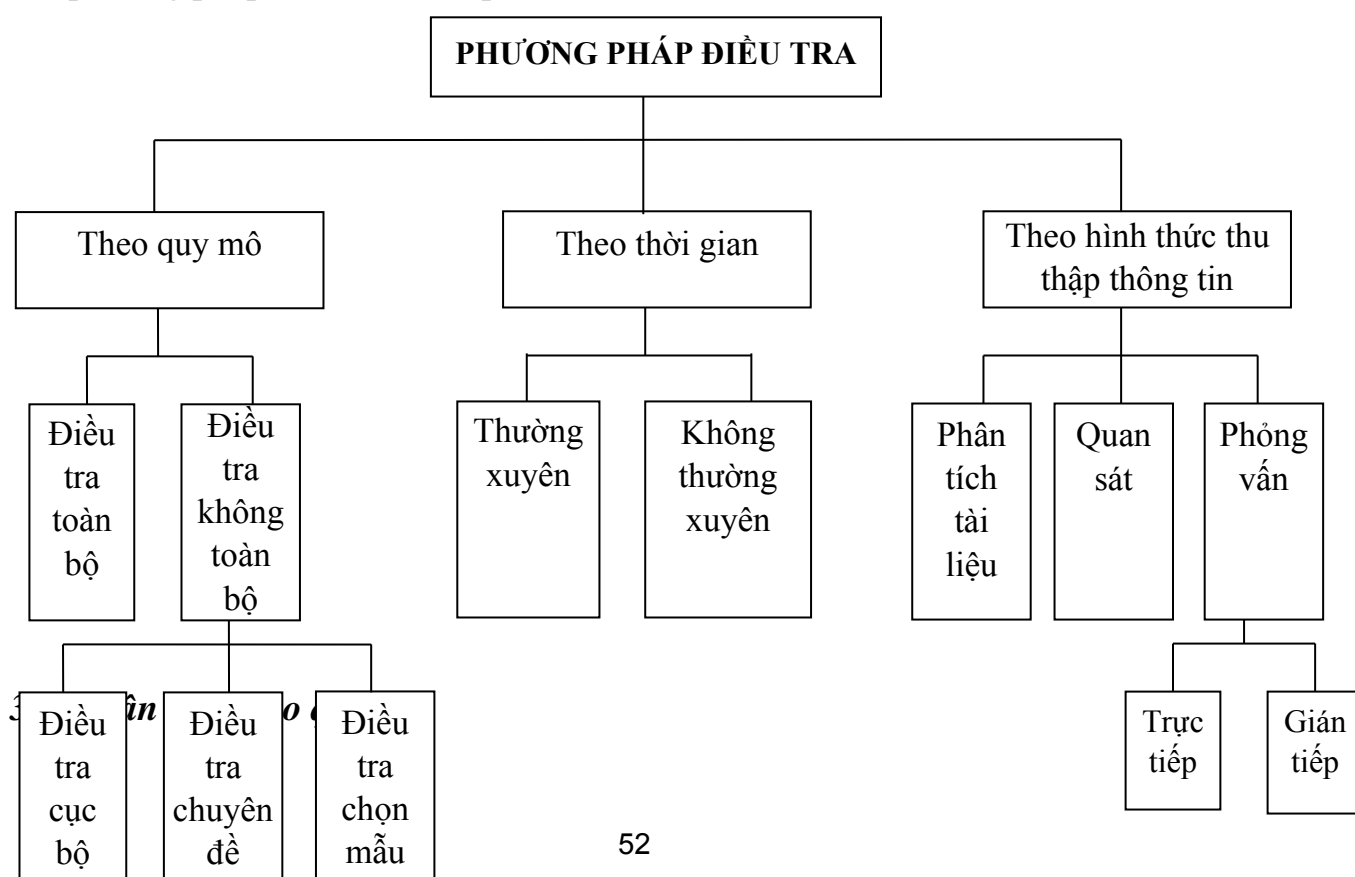 PHƯƠNG PHÁP ĐIỀU TRA
Theo quy mô
Theo thời gian
Theo hình thức thu
thập thông tin
Điều
tra
toàn
bộ
Điều
tra
không
toàn
bộ
Thường
xuyên
Không
thường
xuyên
Phân
tích
tài
liệu
Quan
sát
Phỏng
vấn
Điều
tra
cục
bộ
Điều
tra
chuyên
đề
Điều
tra
chọn
mẫu
Trực
tiếp
Gián
tiếp
52